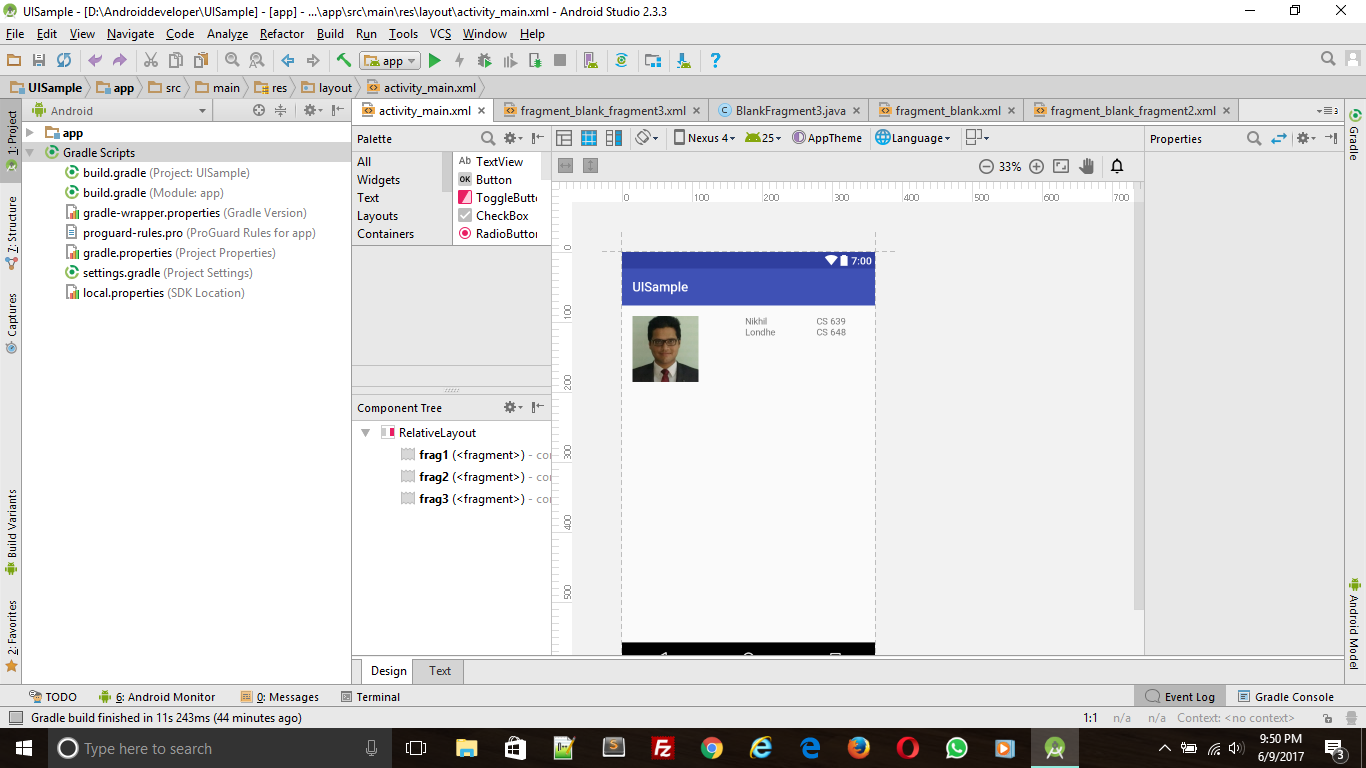 UISample - [D:\Androiddeveloper\UISample] - [app] - ...\app\src\main\res\layout\activity_main.xml - Android Studio 2.3.3
File Edit View Navigate Code Analyze Refactor Build Run Tools VCS Window Help
app
UISample app src main res layout activity_main.xml
Android
activity_main.xml fragment_blank_fragment3.xml BlankFragment3.java fragment_blank.xml fragment_blank_fragment2.xml
1: Project
7: Structure
Captures
Build Variants
2: Favorites
app
Gradle Scripts
build.gradle (Project: UISample)
build.gradle (Module: app)
gradle-wrapper.properties (Gradle Version)
proguard-rules.pro (ProGuard Rules for app)
gradle.properties (Project Properties)
settings.gradle (Project Settings)
local.properties (SDK Location)
Palette
All
Widgets
Text
Layouts
Containers
Ab TextView
OK Button
ToggleButt
CheckBox
RadioButton
Component Tree
RelativeLayout
frag1 (<fragment>) - co
frag2 (<fragment>) - co
frag3 (<fragment>) - co
Nexus 4 25 AppTheme Language
33%
0 100 200 300 400 500 600 700
0
100
200
300
400
500
7:00
UISample
Nikhil CS 639
Londhe CS 648
Properties
Gradle
Android Model
Design Text
TODO 6: Android Monitor 0: Messages Terminal Event Log Gradle Console
Gradle build finished in 11s 243ms (44 minutes ago) 1:1 n/a n/a Context: <no context>
Type here to search
9:50 PM
6/9/2017
3